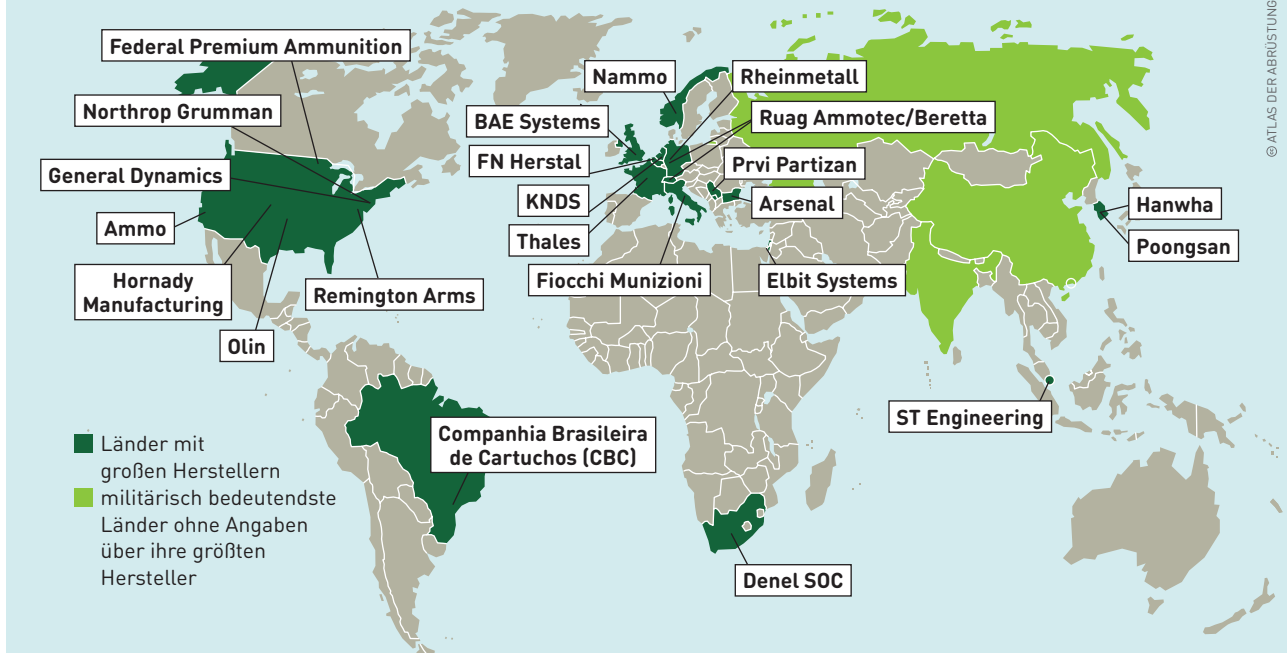 Federal Premium Ammunition
Northrop Grumman
General Dynamics
Ammo
Hornady
Manufacturing
Olin
Remington Arms
Nammo
BAE Systems
FN Herstal
KNDS
Thales
Fiocchi Munizioni
Rheinmetall
Ruag Ammotec/Beretta
Prvi Partizan
Arsenal
Elbit Systems
Hanwha
Poongsan
ST Engineering
Companhia Brasileira
de Cartuchos (CBC)
Denel SOC
Länder mit
großen Herstellern
militärisch bedeutendste
Länder ohne Angaben
über ihre größten
Hersteller
© ATLAS DER ABRÜSTUNG